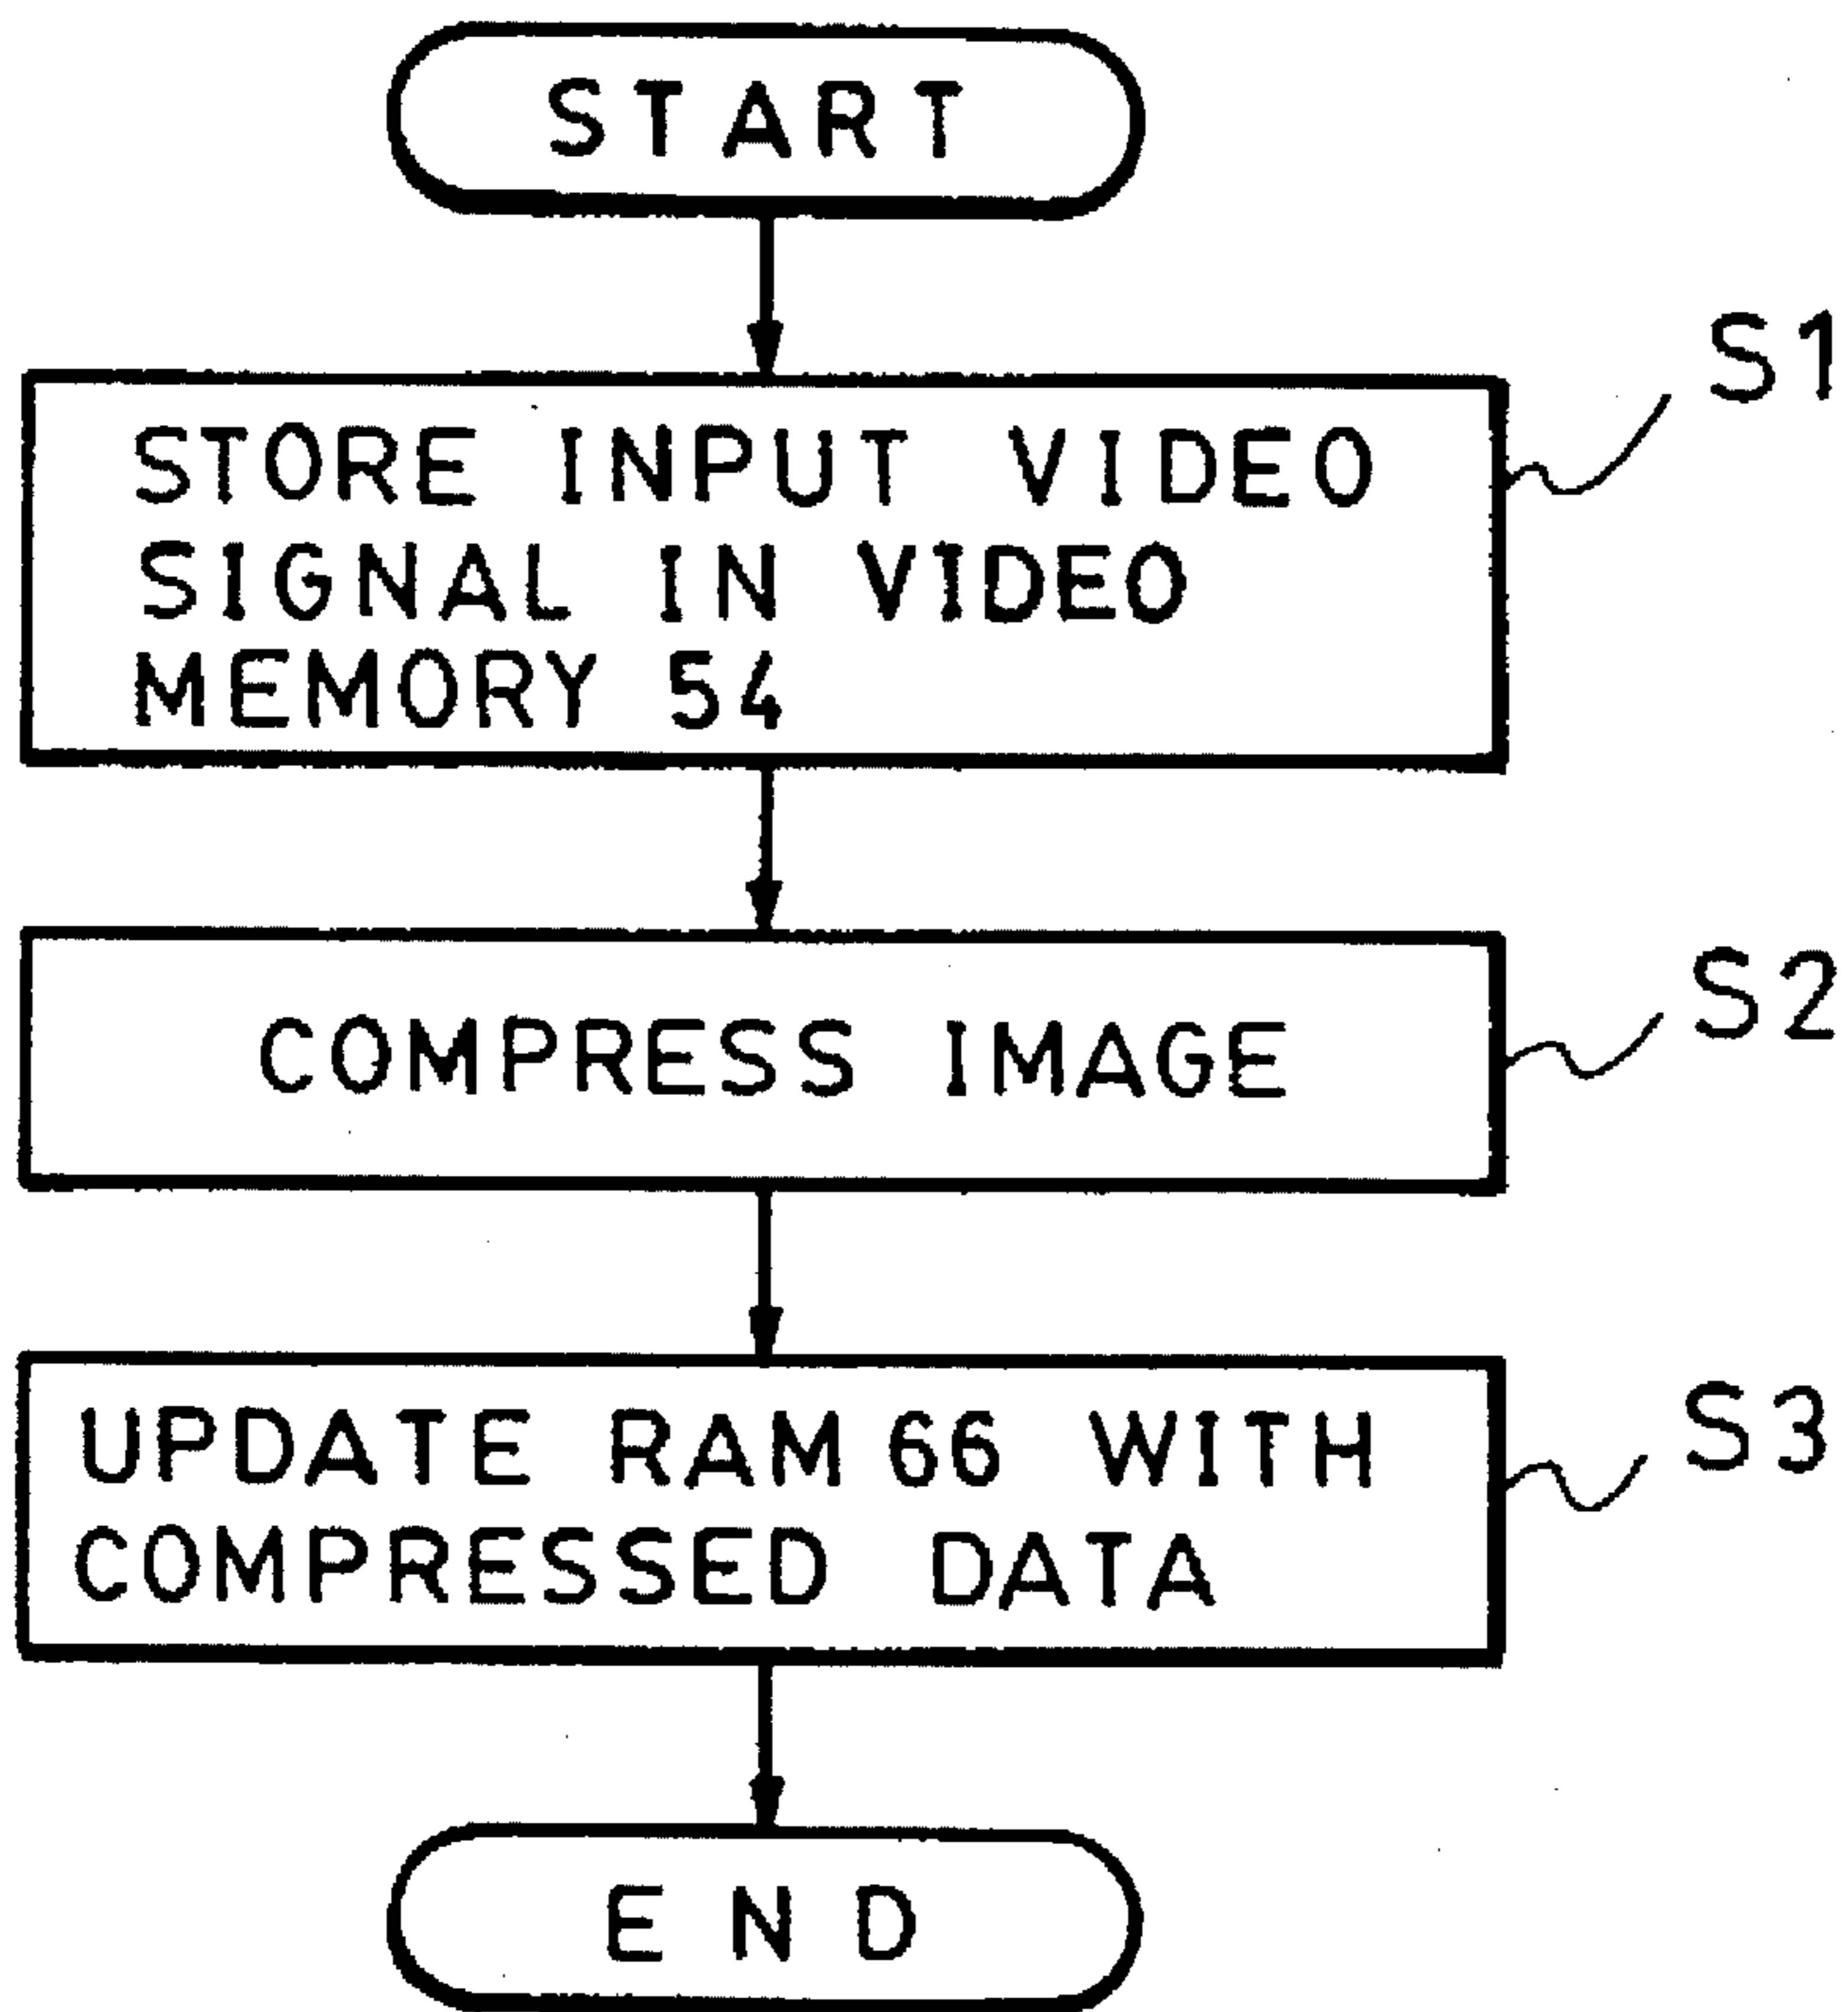 START
S1
STORE INPUT VIDEO
SIGNAL IN VIDEO
MEMORY 54
S2
COMPRESS IMAGE
S3
UPDATE RAM 66 WITH
COMPRESSED DATA
END